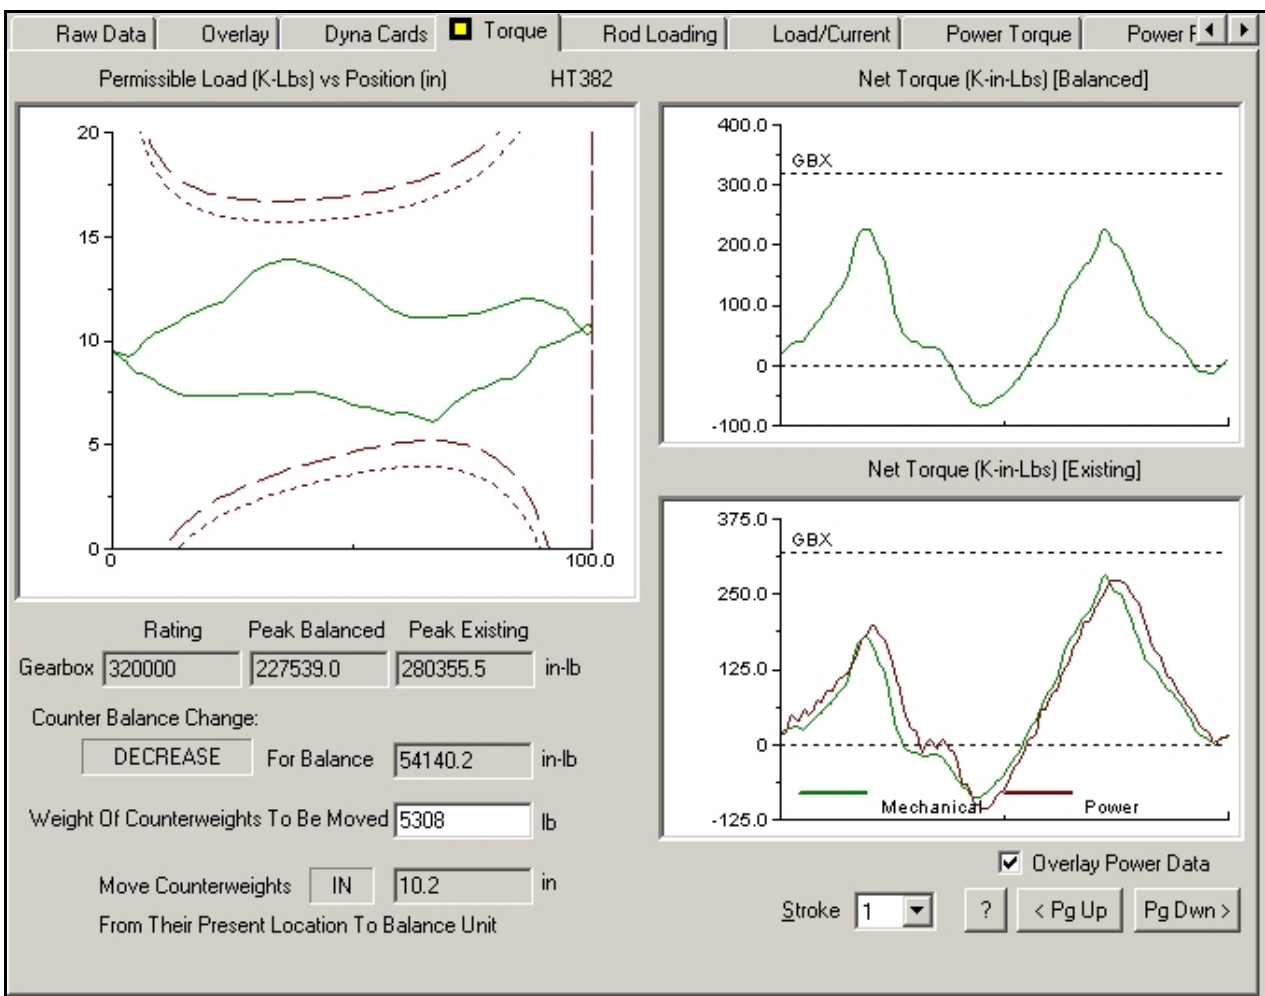 Raw Data Overlay Dyna Cards Torque Rod Loading Load/Current Power Torque Power
Permissible Load (K-Lbs) vs Position (in) HT382
20
15
10
5
0
0 100.0
Net Torque (K-in-Lbs) [Balanced]
400.0
GBX
300.0
200.0
100.0
0
-100.0
Net Torque (K-in-Lbs) [Existing]
375.0
GBX
250.0
125.0
0
-125.0
Mechanical Power
Rating Peak Balanced Peak Existing
Gearbox 320000 227539.0 280355.5 in-lb
Counter Balance Change:
DECREASE For Balance 54140.2 in-lb
Weight Of Counterweights To Be Moved 5308 lb
Move Counterweights IN 10.2 in
From Their Present Location To Balance Unit
Overlay Power Data
Stroke 1 ? < Pg Up Pg Dwn >